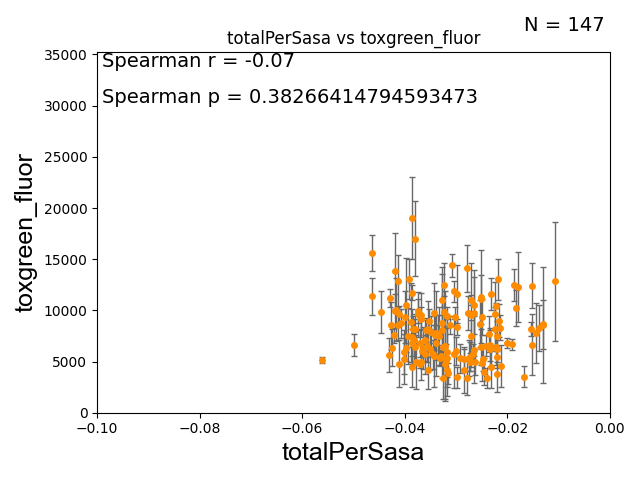 N = 147
totalPerSasa vs toxgreen_fluor
Spearman r = -0.07
Spearman p = 0.38266414794593473
35000
30000
25000
20000
15000
10000
5000
0
toxgreen_fluor
−0.10 −0.08 −0.06 −0.04 −0.02 0.00
totalPerSasa